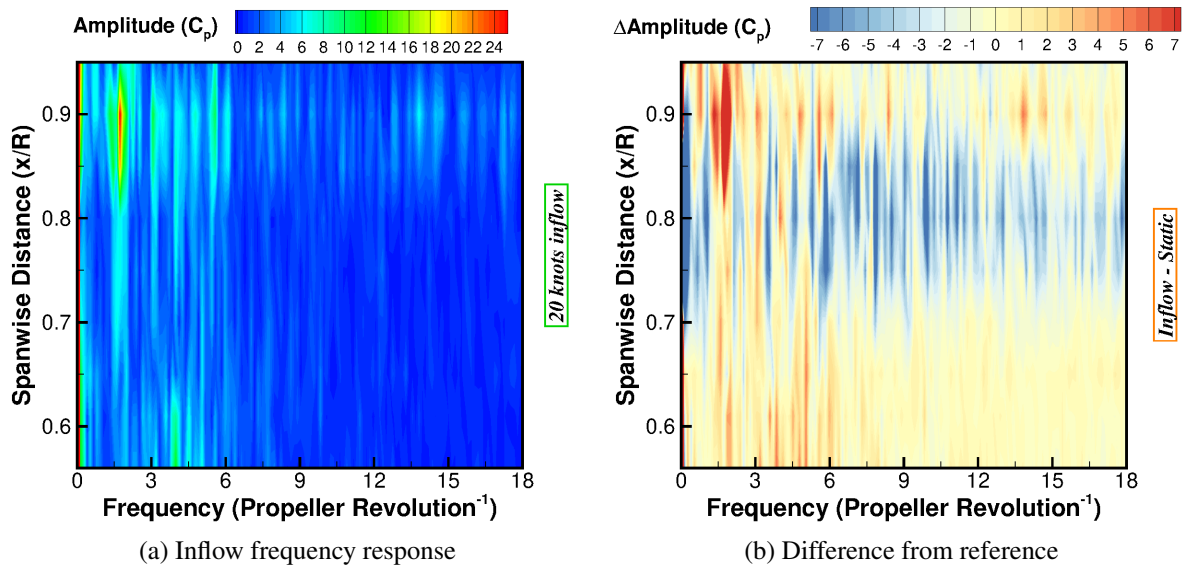 Amplitude (Cp)
0 2 4 6 8 10 12 14 16 18 20 22 24
ΔAmplitude (Cp)
-7 -6 -5 -4 -3 -2 -1 0 1 2 3 4 5 6 7
Spanwise Distance (x/R)
0.9
0.8
0.7
0.6
0 3 6 9 12 15 18
Frequency (Propeller Revolution⁻¹)
20 knots inflow
(a) Inflow frequency response
Spanwise Distance (x/R)
0.9
0.8
0.7
0.6
0 3 6 9 12 15 18
Frequency (Propeller Revolution⁻¹)
Inflow - Static
(b) Difference from reference